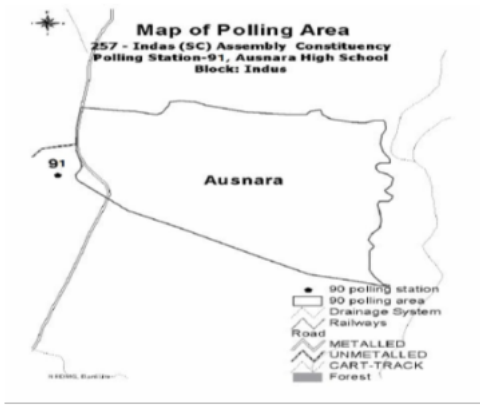 Map of Polling Area
257 - Indas (SC) Assembly Constituency
Polling Station-91, Ausnara High School
Block: Indus
91
Ausnara
90 polling station
90 polling area
Drainage System
Railways
Road
METALLED
UNMETALLED
CART-TRACK
Forest